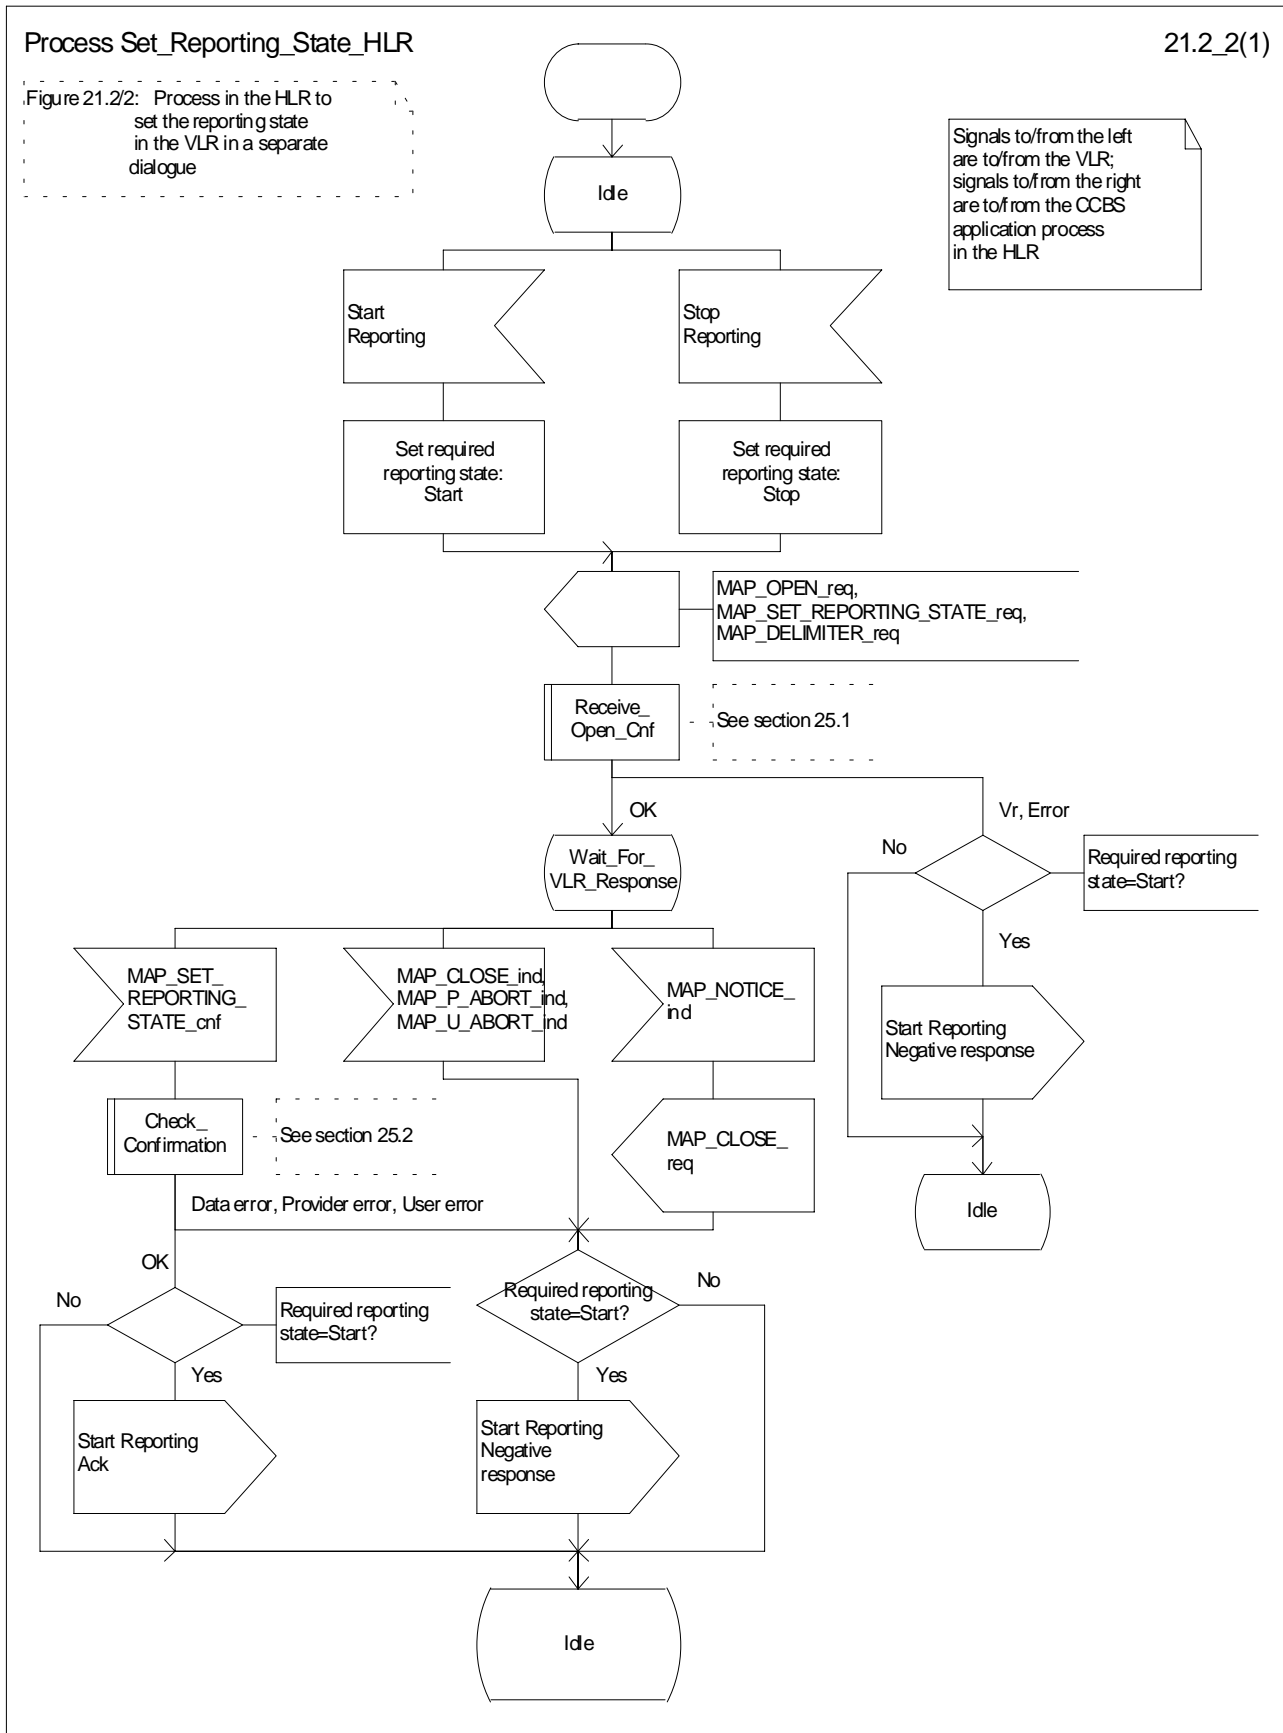 Process Set_Reporting_State_HLR
21.2_2(1)
Figure 21.2/2: Process in the HLR to
set the reporting state
in the VLR in a separate
dialogue
Signals to/from the left
are to/from the VLR;
signals to/from the right
are to/from the CCBS
application process
in the HLR
Idle
Start
Reporting
Stop
Reporting
Set required
reporting state:
Start
Set required
reporting state:
Stop
MAP_OPEN_req,
MAP_SET_REPORTING_STATE_req,
MAP_DELIMITER_req
Receive_
Open_Cnf
See section 25.1
OK
Vr, Error
Wait_For_
VLR_Response
No
Required reporting
state=Start?
Yes
MAP_SET_
REPORTING_
STATE_cnf
MAP_CLOSE_ind,
MAP_P_ABORT_ind,
MAP_U_ABORT_ind
MAP_NOTICE_
ind
Start Reporting
Negative response
Check_
Confirmation
See section 25.2
MAP_CLOSE_
req
Data error, Provider error, User error
Idle
OK
No
Required reporting
state=Start?
Required reporting
state=Start?
No
Yes
Yes
Start Reporting
Ack
Start Reporting
Negative
response
Idle